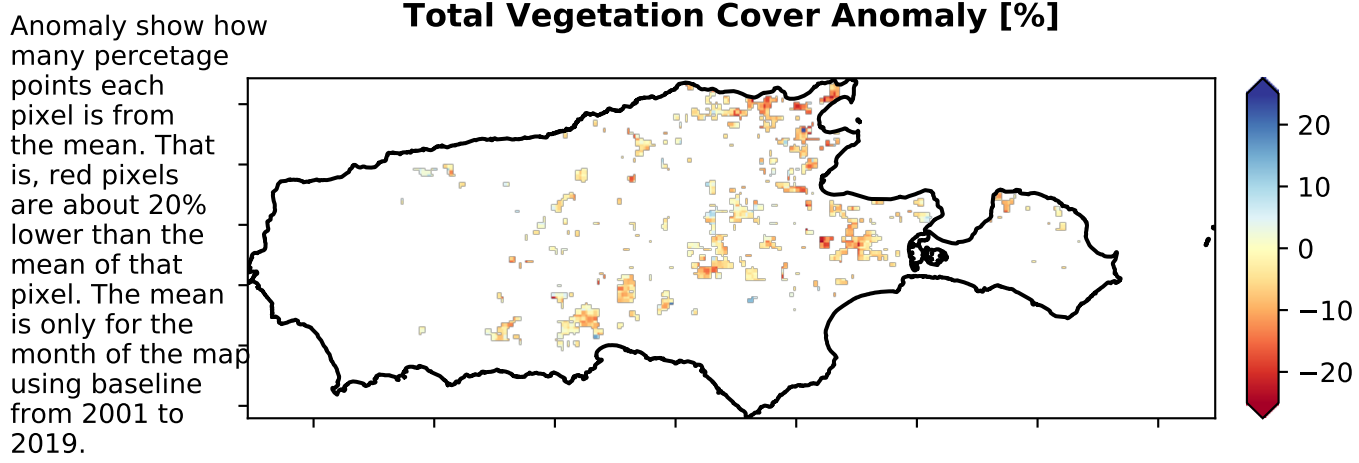 Total Vegetation Cover Anomaly [%]
Anomaly show how
many percetage
points each
pixel is from
the mean. That
is, red pixels
are about 20%
lower than the
mean of that
pixel. The mean
is only for the
month of the map
using baseline
from 2001 to
2019.
20
10
0
−10
−20